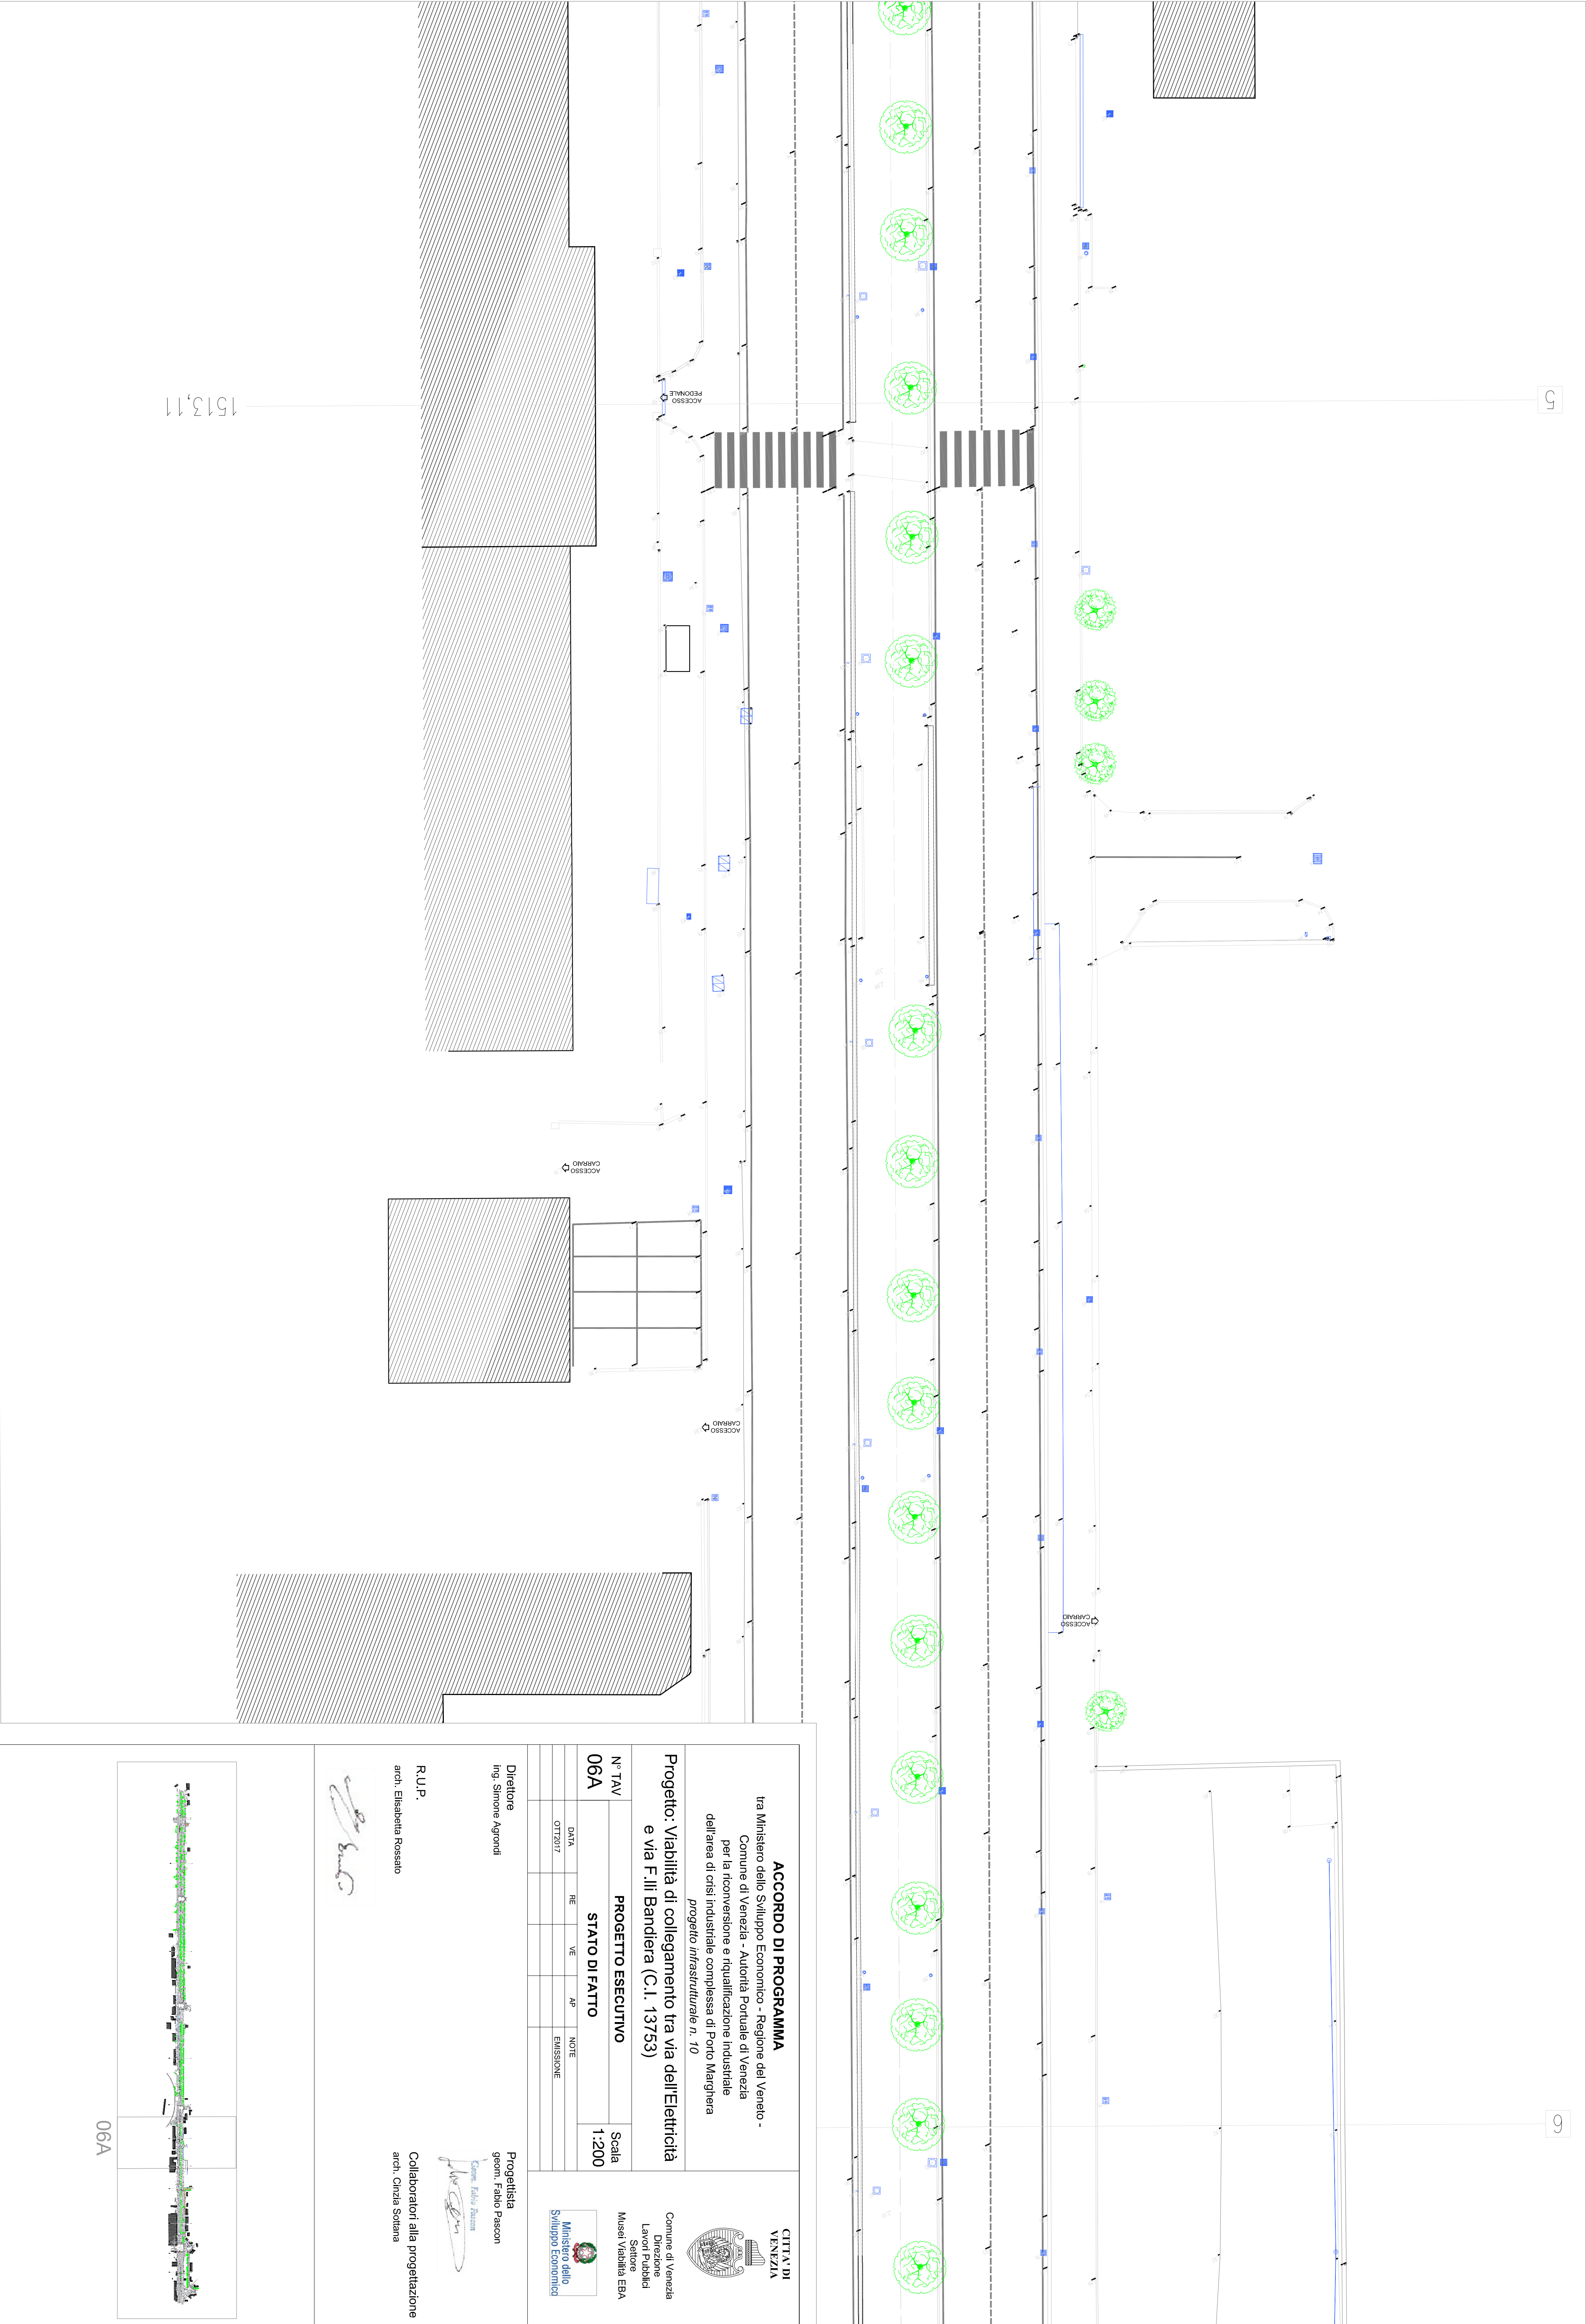 1513,11
5
6
ACCESSO
PEDONALE
ACCESSO
CARRAIO
ACCESSO
CARRAIO
ACCESSO
CARRAIO
ACCORDO DI PROGRAMMA
tra Ministero dello Sviluppo Economico - Regione del Veneto -
Comune di Venezia - Autorità Portuale di Venezia
per la riconversione e riqualificazione industriale
dell'area di crisi industriale complessa di Porto Marghera
progetto infrastrutturale n. 10
Progetto: Viabilità di collegamento tra via dell'Elettricità
e via F.lli Bandiera (C.I. 13753)
N° TAV
06A
PROGETTO ESECUTIVO
STATO DI FATTO
Scala
1:200
DATA RE VE AP NOTE
OTT2017 EMISSIONE
CITTA' DI
VENEZIA
Comune di Venezia
Direzione
Lavori Pubblici
Settore
Musei Viabilità EBA
Ministero dello
Sviluppo Economico
Direttore
ing. Simone Agrondi
Progettista
geom. Fabio Pascon
Geom. Fabio Pascon
R.U.P.
arch. Elisabetta Rossato
Collaboratori alla progettazione
arch. Cinzia Sottana
06A